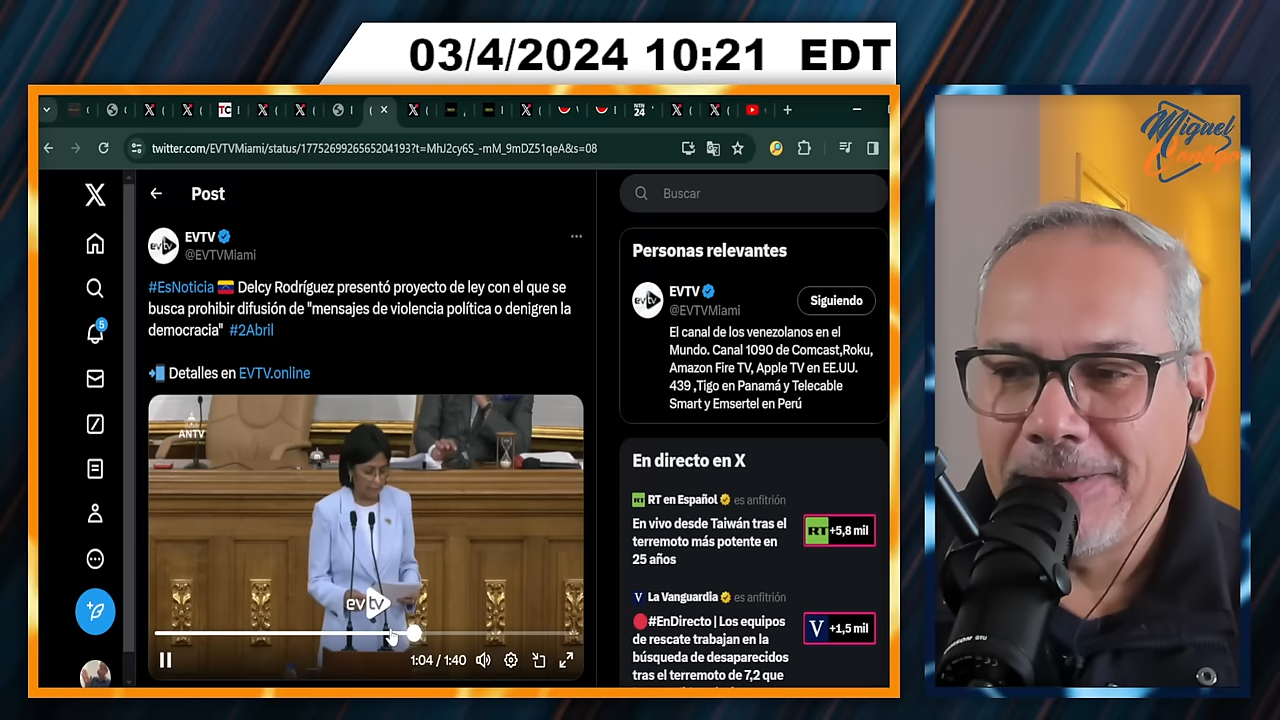 03/4/2024 10:21 EDT
Miguel
Contigo
twitter.com/EVTVMiami/status/1775269926565204193?t=MhJ2cy6S_-mM_9mDZ51qeA&s=08
Post
Buscar
EVTV
@EVTVMiami
#EsNoticia Delcy Rodríguez presentó proyecto de ley con el que se
busca prohibir difusión de "mensajes de violencia política o denigren la
democracia" #2Abril
Detalles en EVTV.online
ANTV
evtv
1:04 / 1:40
5
Personas relevantes
EVTV
@EVTVMiami
Siguiendo
El canal de los venezolanos en el
Mundo. Canal 1090 de Comcast,Roku,
Amazon Fire TV, Apple TV en EE.UU.
439 ,Tigo en Panamá y Telecable
Smart y Emsertel en Perú
En directo en X
RT en Español es anfitrión
En vivo desde Taiwán tras el
terremoto más potente en
25 años
RT +5,8 mil
La Vanguardia es anfitrión
#EnDirecto | Los equipos
de rescate trabajan en la
búsqueda de desaparecidos
tras el terremoto de 7,2 que
V +1,5 mil